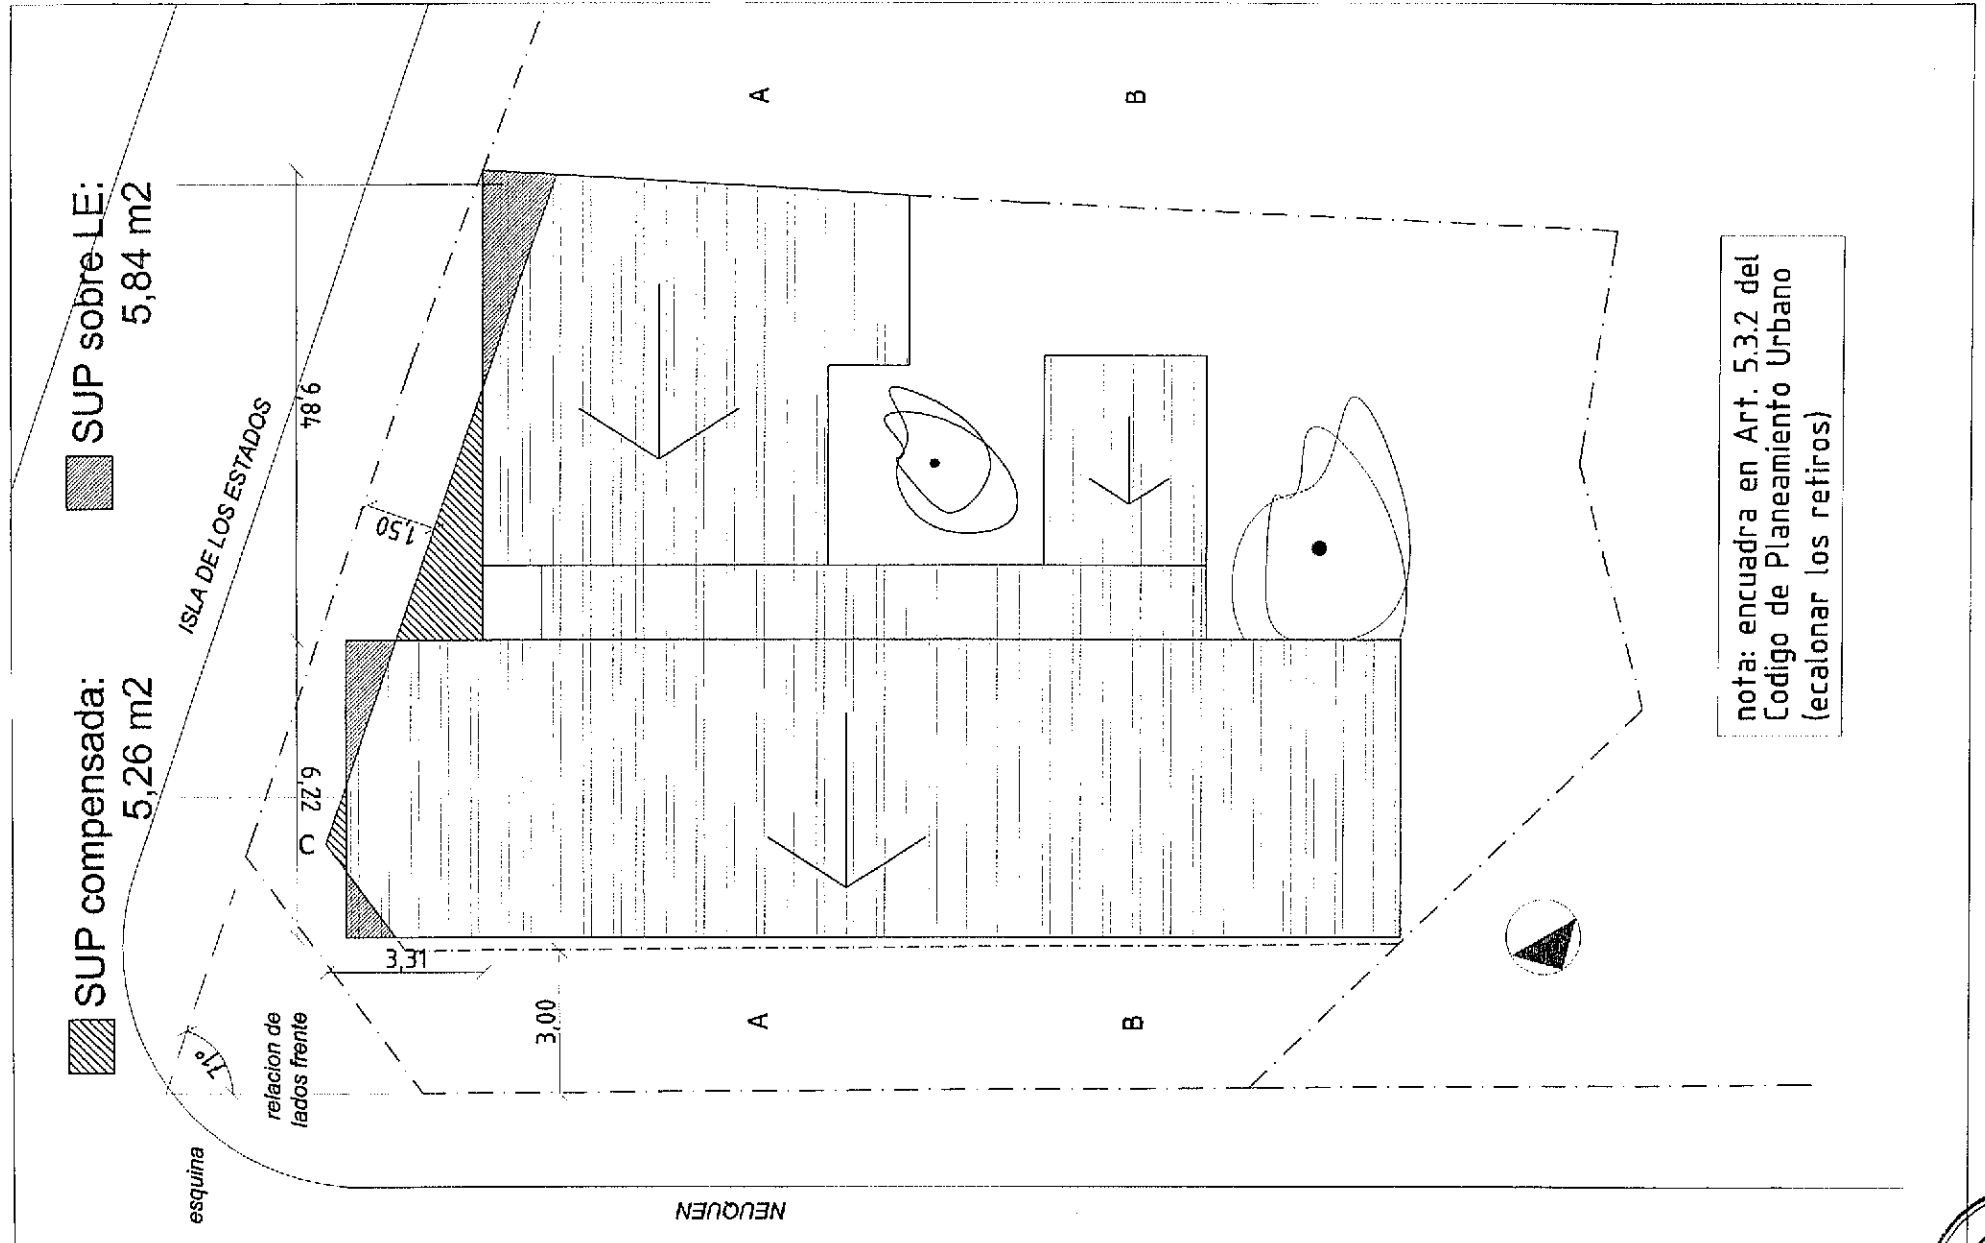 SUP compensada:
5,26 m2
SUP sobre LE:
5,84 m2
ISLA DE LOS ESTADOS
9,84
1,50
6,22
C
3,31
3,00
71°
relacion de
lados frente
esquina
NEUQUEN
A
B
A
B
nota: encuadra en Art. 5.3.2 del
Codigo de Planeamiento Urbano
(ecalonar los retiros)